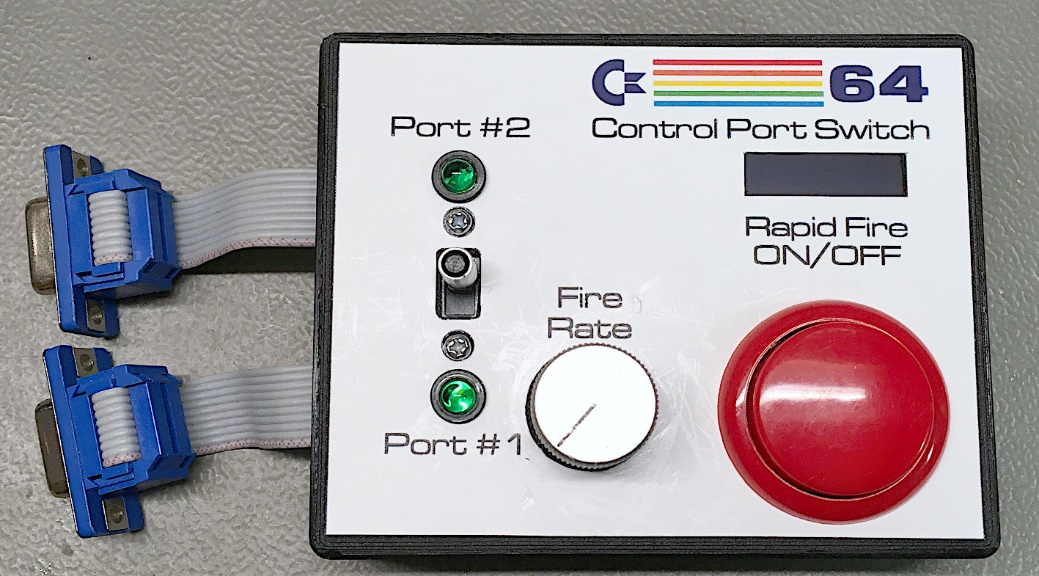 64
Control Port Switch
Port #2
Rapid Fire
ON/OFF
Fire
Rate
Port #1